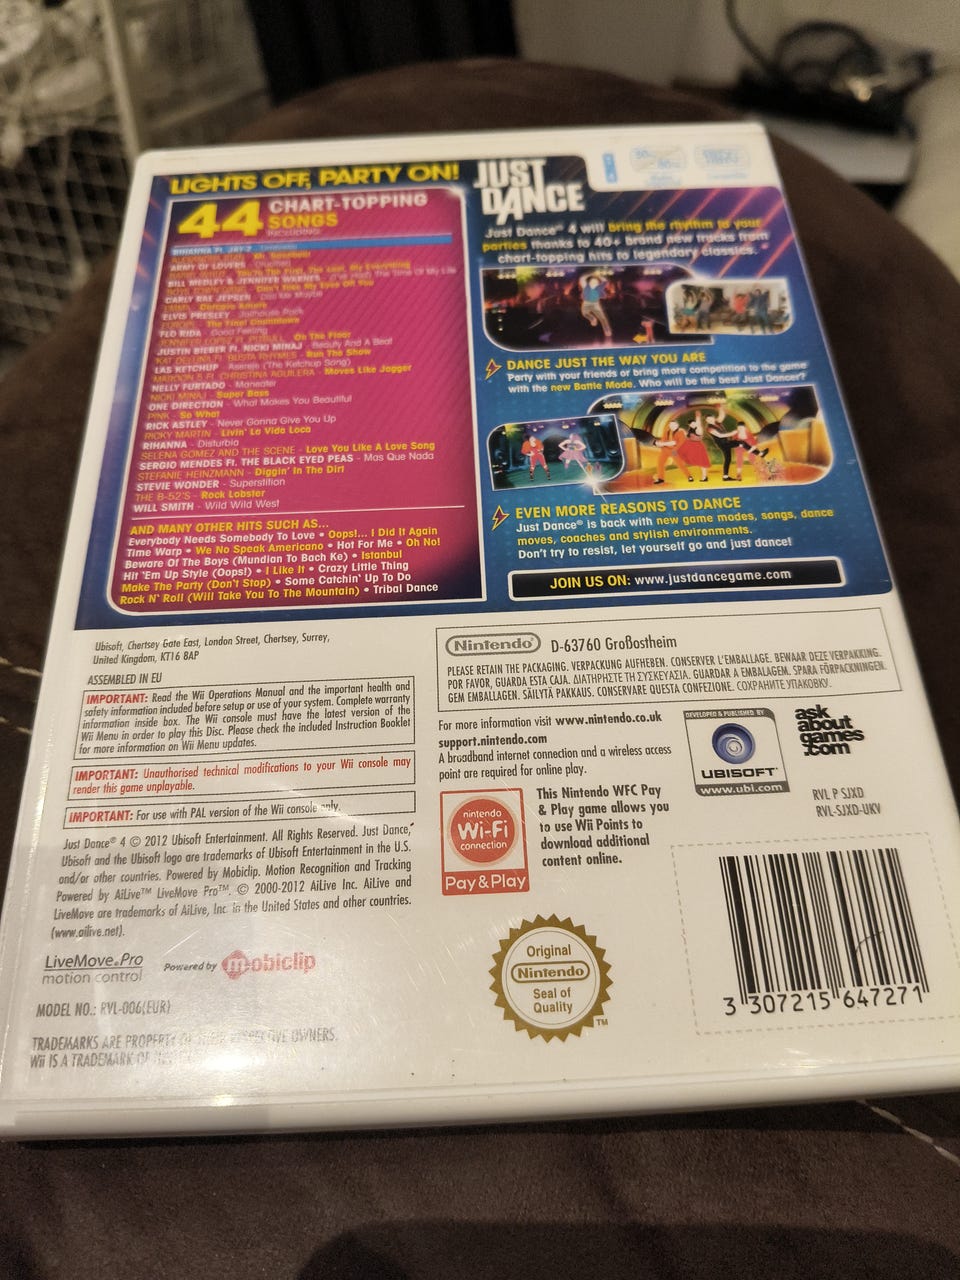 LIGHTS OFF, PARTY ON!
44 CHART-TOPPING
SONGS
INCLUDING:
RIHANNA Ft. JAY-Z - Umbrella
ARMY OF LOVERS - Crucified
You're The First, The Last, My Everything
BILL MEDLEY & JENNIFER WARNES - (I've Had) The Time Of My Life
Can't Take My Eyes Off You
CARLY RAE JEPSEN - Call Me Maybe
ELVIS PRESLEY - Jailhouse Rock
EUROPE - The Final Countdown
FLO RIDA - Good Feeling
JENNIFER LOPEZ Ft. PITBULL - On The Floor
JUSTIN BIEBER Ft. NICKI MINAJ - Beauty And A Beat
KAT DELUNA Ft. BUSTA RHYMES - Run The Show
LAS KETCHUP - Asereje (The Ketchup Song)
MAROON 5 Ft. CHRISTINA AGUILERA - Moves Like Jagger
NELLY FURTADO - Maneater
NICKI MINAJ - Super Bass
ONE DIRECTION - What Makes You Beautiful
P!NK - So What
RICK ASTLEY - Never Gonna Give You Up
RICKY MARTIN - Livin' La Vida Loca
RIHANNA - Disturbia
SELENA GOMEZ AND THE SCENE - Love You Like A Love Song
SERGIO MENDES Ft. THE BLACK EYED PEAS - Mas Que Nada
STEFANIE HEINZMANN - Diggin' In The Dirt
STEVIE WONDER - Superstition
THE B-52'S - Rock Lobster
WILL SMITH - Wild Wild West
AND MANY OTHER HITS SUCH AS...
Everybody Needs Somebody To Love • Oops!... I Did It Again
Time Warp • We No Speak Americano • Hot For Me • Oh No!
Beware Of The Boys (Mundian To Bach Ke) • Istanbul
Hit 'Em Up Style (Oops!) • I Like It • Crazy Little Thing
Make The Party (Don't Stop) • Some Catchin' Up To Do
Rock N' Roll (Will Take You To The Mountain) • Tribal Dance
JUST
DANCE
Just Dance® 4 will bring the rhythm to your
parties thanks to 40+ brand new tracks from
chart-topping hits to legendary classics.
DANCE JUST THE WAY YOU ARE
Party with your friends or bring more competition to the game
with the new Battle Mode. Who will be the best Just Dancer?
EVEN MORE REASONS TO DANCE
Just Dance® is back with new game modes, songs, dance
moves, coaches and stylish environments.
Don't try to resist, let yourself go and just dance!
JOIN US ON: www.justdancegame.com
Ubisoft, Chertsey Gate East, London Street, Chertsey, Surrey,
United Kingdom, KT16 8AP
ASSEMBLED IN EU
IMPORTANT: Read the Wii Operations Manual and the important health and
safety information included before setup or use of your system. Complete warranty
information inside box. The Wii console must have the latest version of the
Wii Menu in order to play this Disc. Please check the included Instruction Booklet
for more information on Wii Menu updates.
IMPORTANT: Unauthorised technical modifications to your Wii console may
render this game unplayable.
IMPORTANT: For use with PAL version of the Wii console only.
Just Dance® 4 © 2012 Ubisoft Entertainment. All Rights Reserved. Just Dance,
Ubisoft and the Ubisoft logo are trademarks of Ubisoft Entertainment in the U.S.
and/or other countries. Powered by Mobiclip. Motion Recognition and Tracking
Powered by AiLive™ LiveMove Pro™. © 2000-2012 AiLive Inc. AiLive and
LiveMove are trademarks of AiLive, Inc. in the United States and other countries.
(www.ailive.net).
LiveMove.Pro
motion control
Powered by mobiclip
MODEL NO.: RVL-006(EUR)
TRADEMARKS ARE PROPERTY OF THEIR RESPECTIVE OWNERS.
Wii IS A TRADEMARK OF
Nintendo® D-63760 Großostheim
PLEASE RETAIN THE PACKAGING. VERPACKUNG AUFHEBEN. CONSERVER L'EMBALLAGE. BEWAAR DEZE VERPAKKING.
POR FAVOR, GUARDA ESTA CAJA. ΔΙΑΤΗΡΗΣΤΕ ΤΗ ΣΥΣΚΕΥΑΣΙΑ. GUARDAR A EMBALAGEM. SPARA FÖRPACKNINGEN.
GEM EMBALLAGEN. SÄILYTÄ PAKKAUS. CONSERVARE QUESTA CONFEZIONE. СОХРАНИТЕ УПАКОВКУ.
For more information visit www.nintendo.co.uk
support.nintendo.com
A broadband internet connection and a wireless access
point are required for online play.
nintendo
Wi-Fi
connection
Pay & Play
This Nintendo WFC Pay
& Play game allows you
to use Wii Points to
download additional
content online.
DEVELOPED & PUBLISHED BY
UBISOFT®
www.ubi.com
ask
about
games
.com
RVL P SJXD
RVL-SJXD-UKV
Original
Nintendo
Seal of
Quality
TM
3 307215 647271